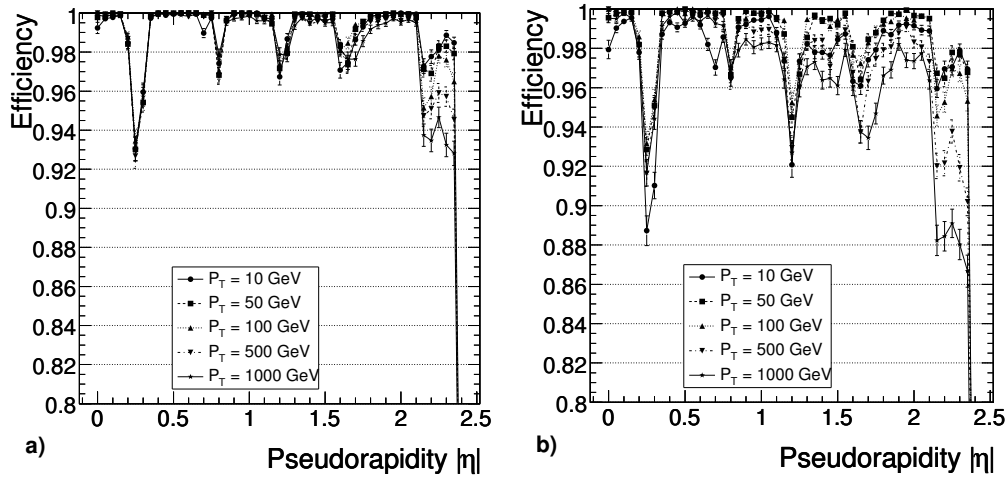 Efficiency
1
0.98
0.96
0.94
0.92
0.9
0.88
0.86
0.84
0.82
0.8
P_T = 10 GeV
P_T = 50 GeV
P_T = 100 GeV
P_T = 500 GeV
P_T = 1000 GeV
0 0.5 1 1.5 2 2.5
a)
Pseudorapidity |η|
Efficiency
1
0.98
0.96
0.94
0.92
0.9
0.88
0.86
0.84
0.82
0.8
P_T = 10 GeV
P_T = 50 GeV
P_T = 100 GeV
P_T = 500 GeV
P_T = 1000 GeV
0 0.5 1 1.5 2 2.5
b)
Pseudorapidity |η|